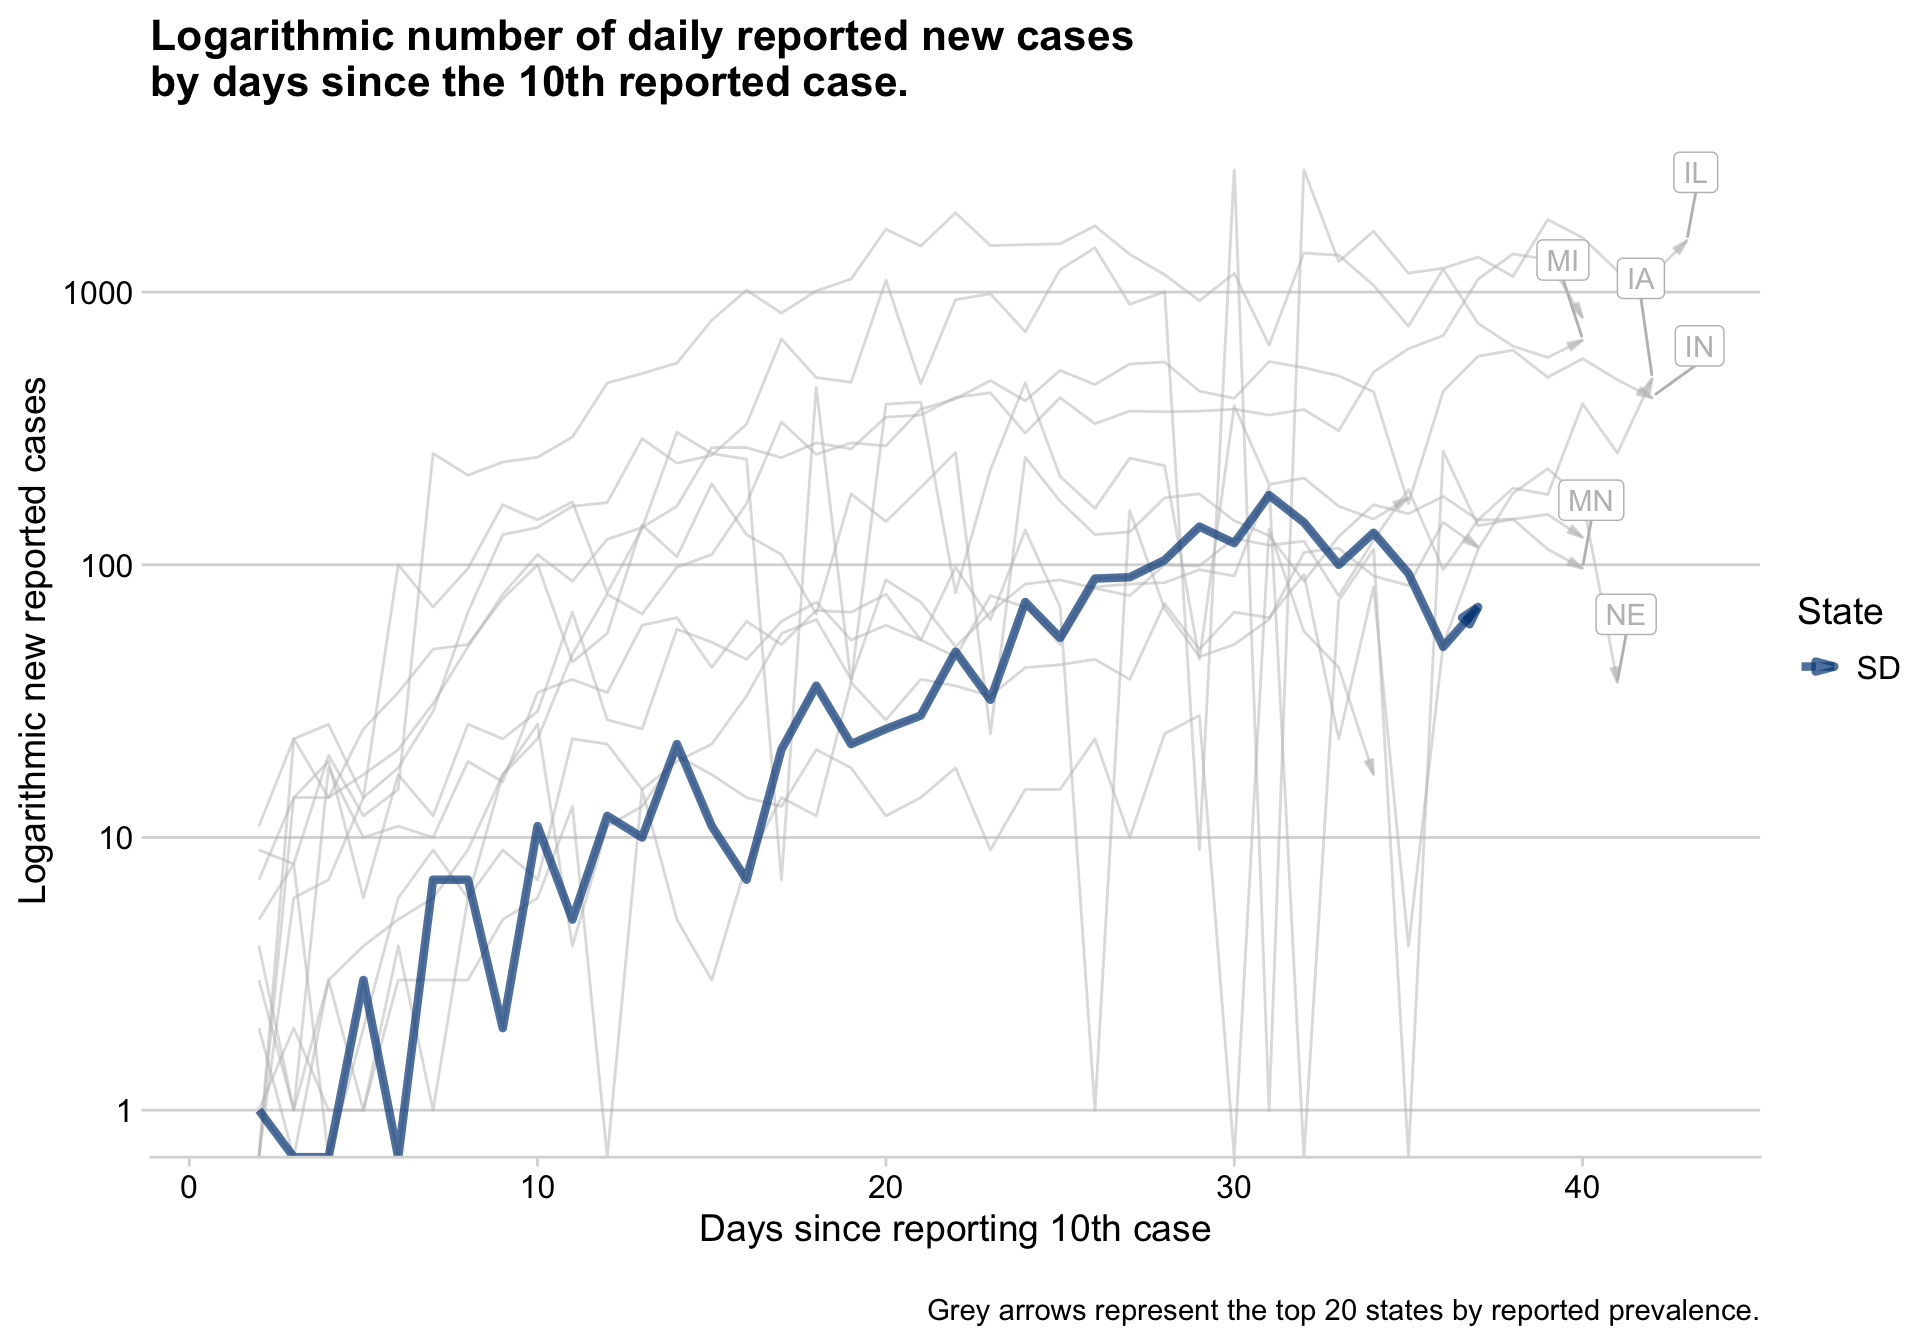 Logarithmic number of daily reported new cases
by days since the 10th reported case.
Logarithmic new reported cases
1000
100
10
1
IL
MI
IA
IN
MN
NE
State
SD
0
10
20
30
40
Days since reporting 10th case
Grey arrows represent the top 20 states by reported prevalence.